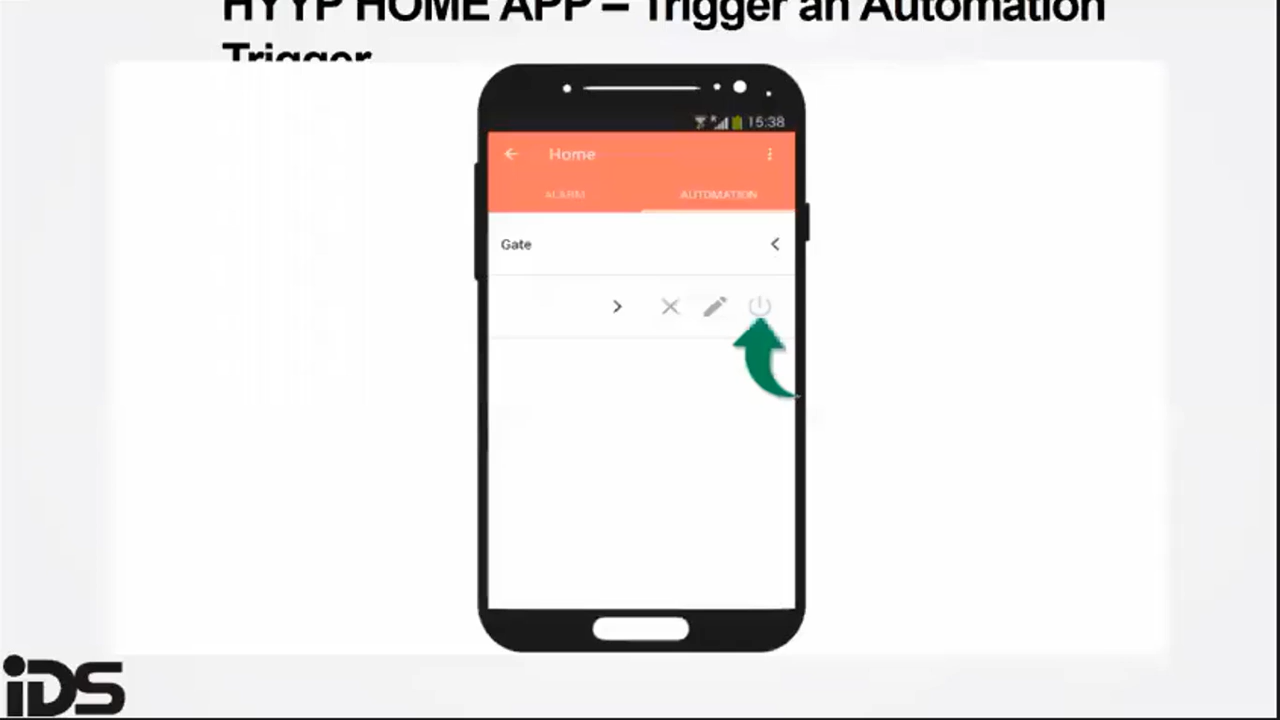 HYYP HOME APP – Trigger an Automation
Trigger
15:38
Home
ALARM
AUTOMATION
Gate
iDS